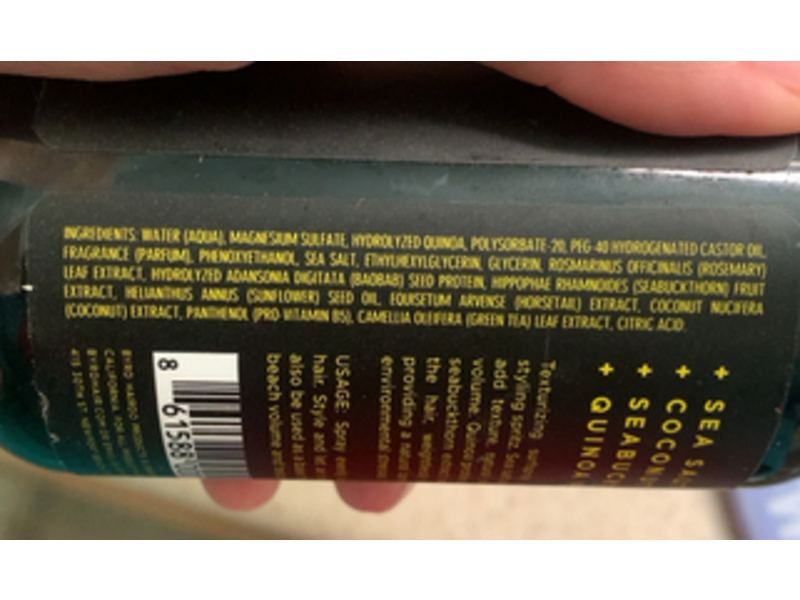 INGREDIENTS: WATER (AQUA), MAGNESIUM SULFATE, HYDROLYZED QUINOA, POLYSORBATE-20, PEG-40 HYDROGENATED CASTOR OIL,
FRAGRANCE (PARFUM), PHENOXYETHANOL, SEA SALT, ETHYLHEXYLGLYCERIN, GLYCERIN, ROSMARINUS OFFICINALIS (ROSEMARY)
LEAF EXTRACT, HYDROLYZED ADANSONIA DIGITATA (BAOBAB) SEED PROTEIN, HIPPOPHAE RHAMNOIDES (SEABUCKTHORN) FRUIT
EXTRACT, HELIANTHUS ANNUS (SUNFLOWER) SEED OIL, EQUISETUM ARVENSE (HORSETAIL) EXTRACT, COCONUT NUCIFERA
(COCONUT) EXTRACT, PANTHENOL (PRO-VITAMIN B5), CAMELLIA OLEIFERA (GREEN TEA) LEAF EXTRACT, CITRIC ACID
+ SEA SAL
+ COCONU
+ SEABUC
+ QUINOA
Texturizing
styling spritz.
add texture,
volume. Quinoa
seabuckthorn
the hair,
providing a
environmental
USAGE: Spray
hair. Style and
also be used as a
beach volume and
8 61588